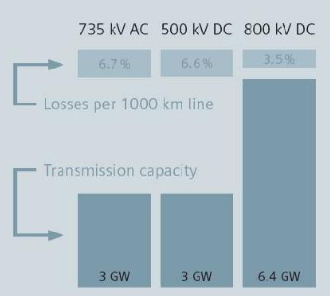 735 kV AC 500 kV DC 800 kV DC
6.7% 6.6% 3.5%
Losses per 1000 km line
Transmission capacity
3 GW 3 GW 6.4 GW